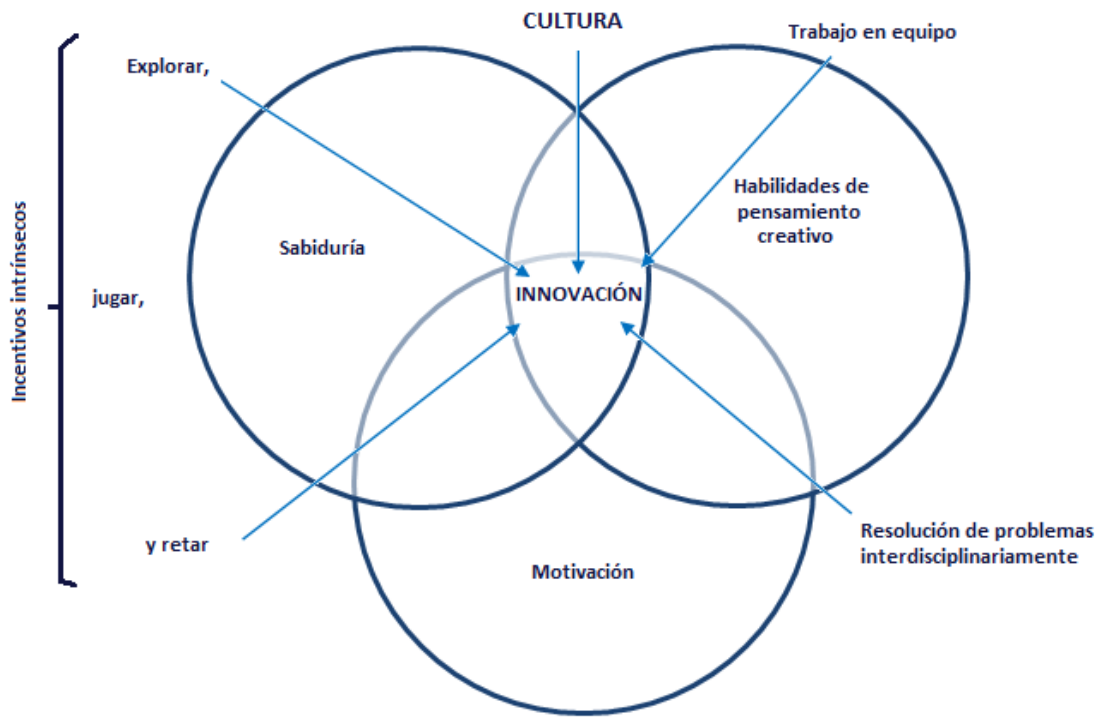 CULTURA
Trabajo en equipo
Explorar,
Habilidades de
pensamiento
creativo
Sabiduría
INNOVACIÓN
jugar,
Incentivos intrínsecos
y retar
Resolución de problemas
interdisciplinariamente
Motivación